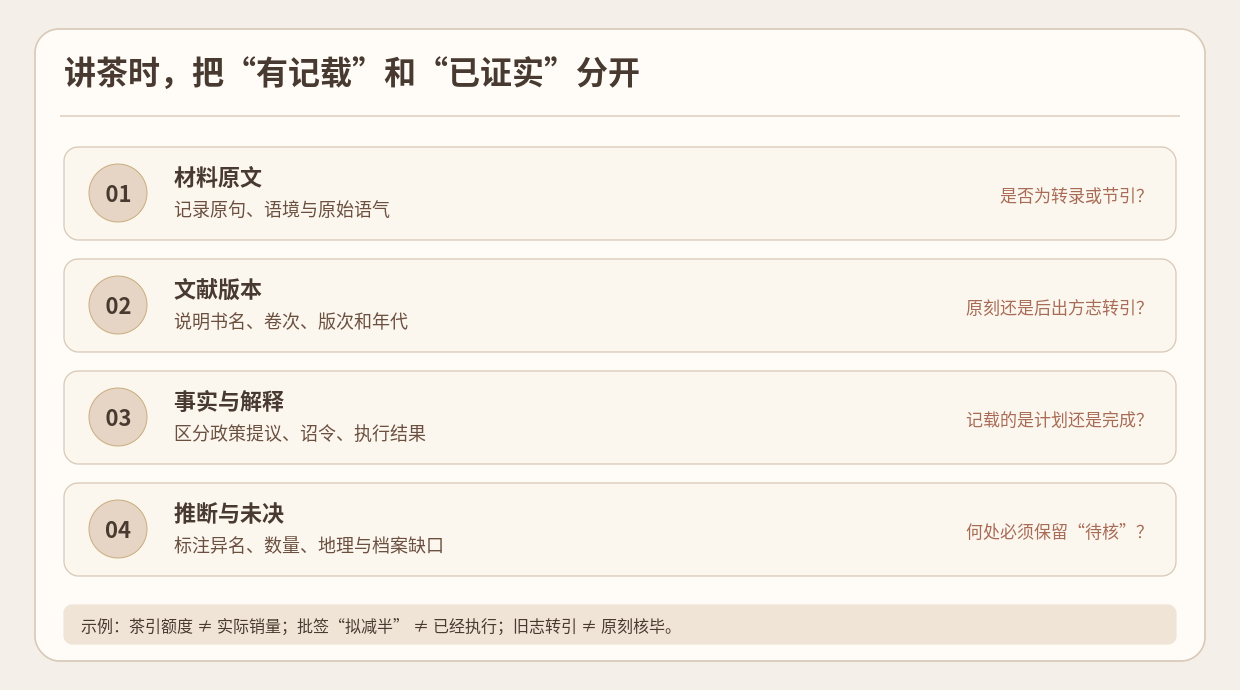 讲茶时，把“有记载”和“已证实”分开
01
材料原文
记录原句、语境与原始语气
是否为转录或节引？
02
文献版本
说明书名、卷次、版次和年代
原刻还是后出方志转引？
03
事实与解释
区分政策提议、诏令、执行结果
记载的是计划还是完成？
04
推断与未决
标注异名、数量、地理与档案缺口
何处必须保留“待核”？
示例：茶引额度 ≠ 实际销量；批签“拟减半” ≠ 已经执行；旧志转引 ≠ 原刻核毕。